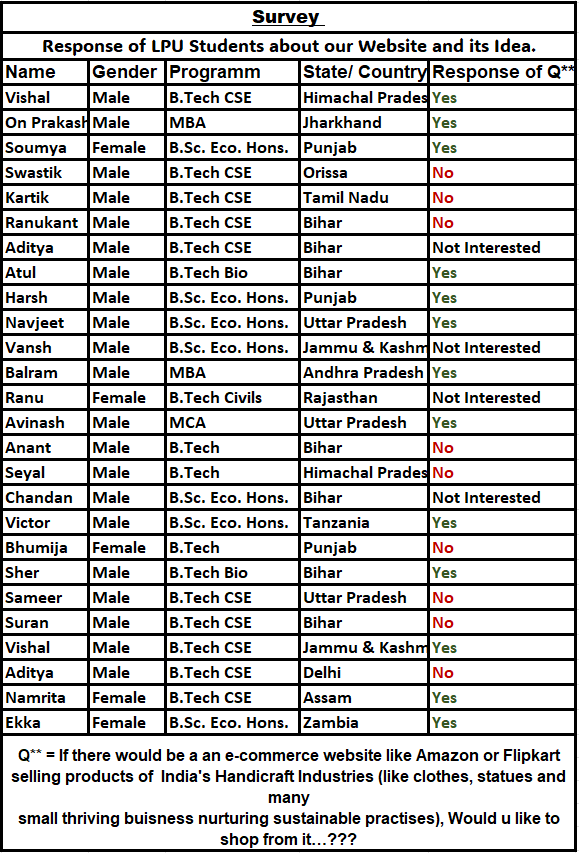 Survey
Response of LPU Students about our Website and its Idea.
Name Gender Programm State/ Country Response of Q**
Vishal Male B.Tech CSE Himachal Prades Yes
On Prakash Male MBA Jharkhand Yes
Soumya Female B.Sc. Eco. Hons. Punjab Yes
Swastik Male B.Tech CSE Orissa No
Kartik Male B.Tech CSE Tamil Nadu No
Ranukant Male B.Tech CSE Bihar No
Aditya Male B.Tech CSE Bihar Not Interested
Atul Male B.Tech Bio Bihar Yes
Harsh Male B.Sc. Eco. Hons. Punjab Yes
Navjeet Male B.Sc. Eco. Hons. Uttar Pradesh Yes
Vansh Male B.Sc. Eco. Hons. Jammu & Kashm Not Interested
Balram Male MBA Andhra Pradesh Yes
Ranu Female B.Tech Civils Rajasthan Not Interested
Avinash Male MCA Uttar Pradesh Yes
Anant Male B.Tech Bihar No
Seyal Male B.Tech Himachal Prades No
Chandan Male B.Sc. Eco. Hons. Bihar Not Interested
Victor Male B.Sc. Eco. Hons. Tanzania Yes
Bhumija Female B.Tech Punjab No
Sher Male B.Tech Bio Bihar Yes
Sameer Male B.Tech CSE Uttar Pradesh No
Suran Male B.Tech CSE Bihar No
Vishal Male B.Tech CSE Jammu & Kashm Yes
Aditya Male B.Tech CSE Delhi No
Namrita Female B.Tech CSE Assam Yes
Ekka Female B.Sc. Eco. Hons. Zambia Yes
Q** = If there would be a an e-commerce website like Amazon or Flipkart
selling products of India's Handicraft Industries (like clothes, statues and
many
small thriving buisness nurturing sustainable practises), Would u like to
shop from it...???